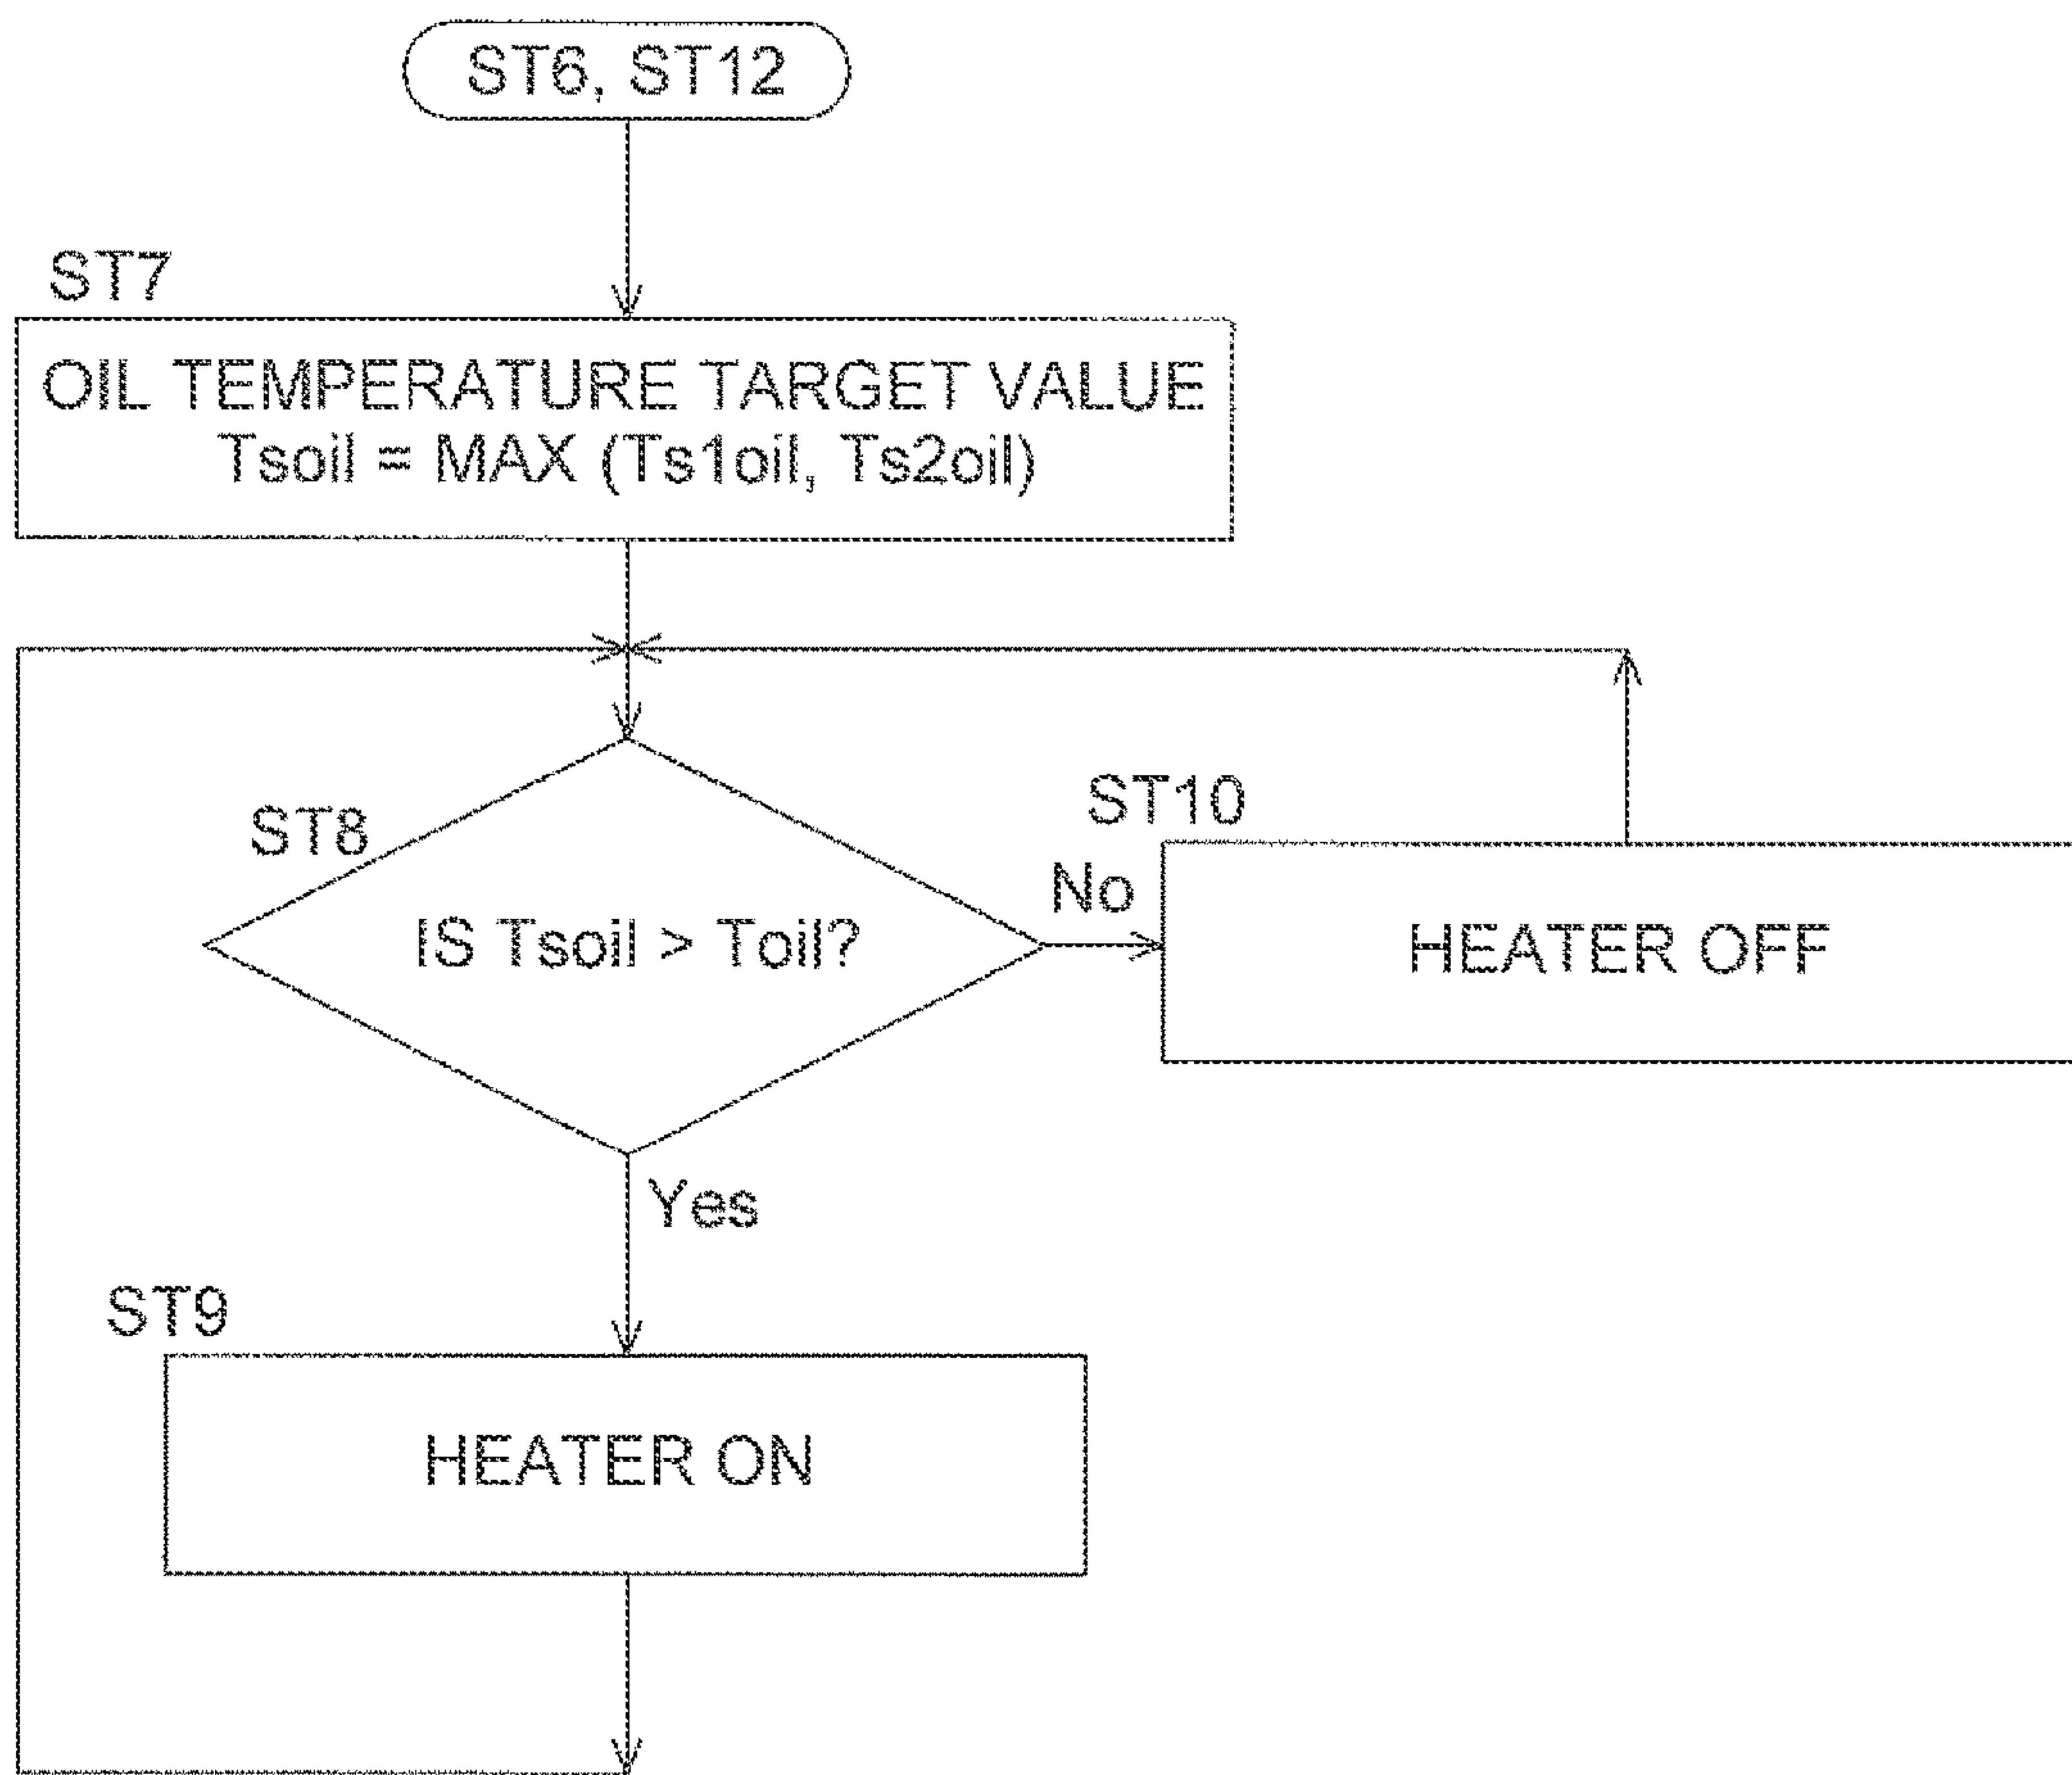 ST6, ST12
ST7
OIL TEMPERATURE TARGET VALUE
Tsoil = MAX (Ts1oil, Ts2oil)
ST8
IS Tsoil > Toil?
No
ST10
HEATER OFF
Yes
ST9
HEATER ON